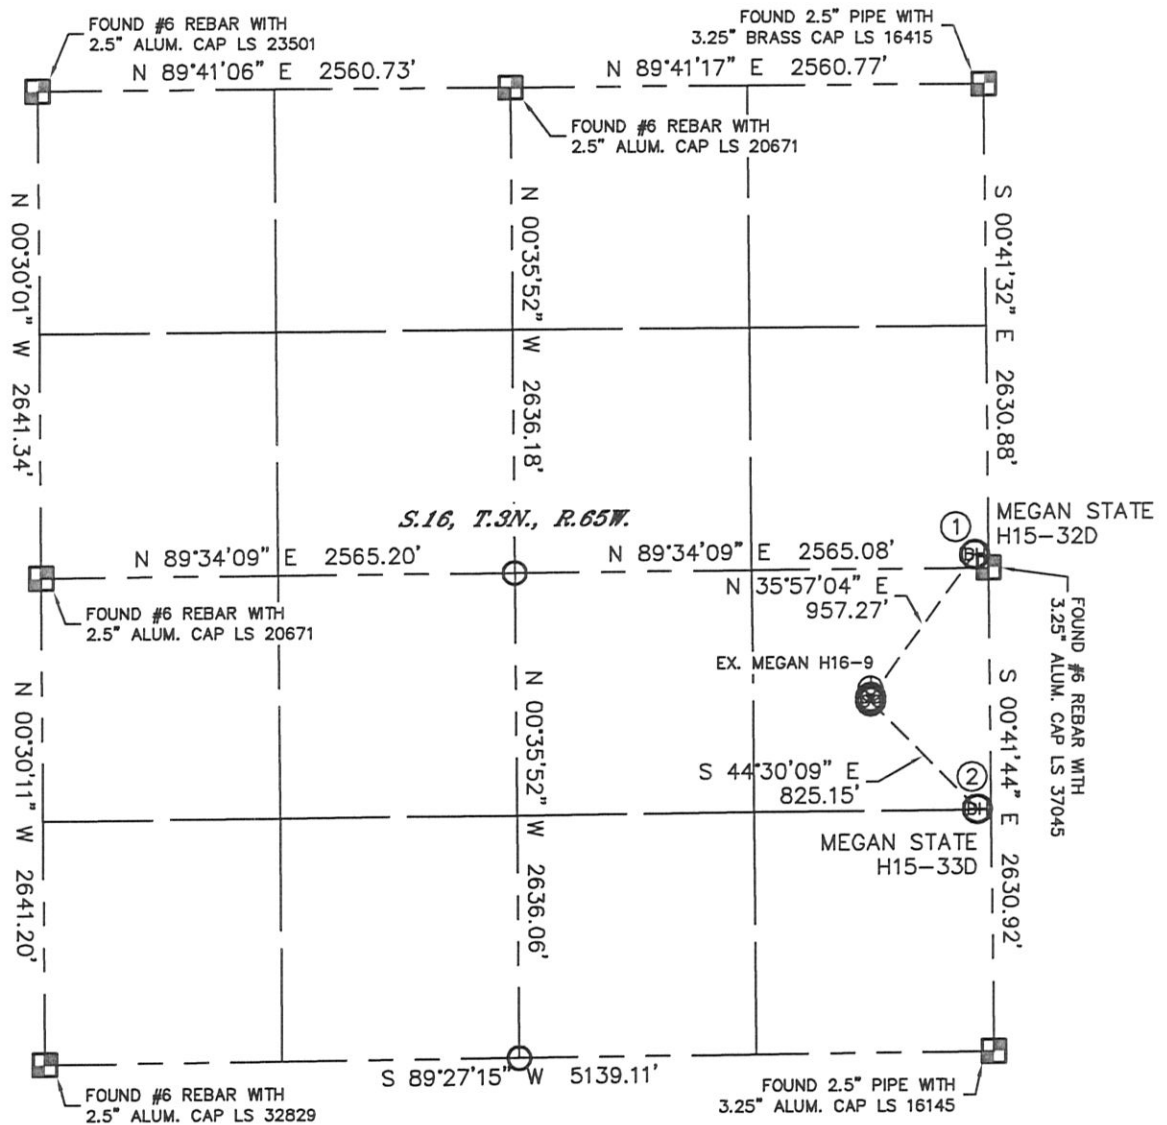 FOUND #6 REBAR WITH
2.5" ALUM. CAP LS 23501
FOUND 2.5" PIPE WITH
3.25" BRASS CAP LS 16415
N 89°41'06" E 2560.73'
N 89°41'17" E 2560.77'
FOUND #6 REBAR WITH
2.5" ALUM. CAP LS 20671
N 00°30'01" W 2641.34'
N 00°35'52" W 2636.18'
S 00°41'32" E 2630.88'
S.16, T.3N., R.65W.
1
MEGAN STATE
H15-32D
N 89°34'09" E 2565.20'
N 89°34'09" E 2565.08'
N 35°57'04" E
957.27'
FOUND #6 REBAR WITH
2.5" ALUM. CAP LS 20671
FOUND #6 REBAR WITH
3.25" ALUM. CAP LS 37045
EX. MEGAN H16-9
N 00°30'11" W 2641.20'
N 00°35'52" W 2636.06'
S 00°41'44" E 2630.92'
S 44°30'09" E
825.15'
2
MEGAN STATE
H15-33D
S 89°27'15" W 5139.11'
FOUND #6 REBAR WITH
2.5" ALUM. CAP LS 32829
FOUND 2.5" PIPE WITH
3.25" ALUM. CAP LS 16145